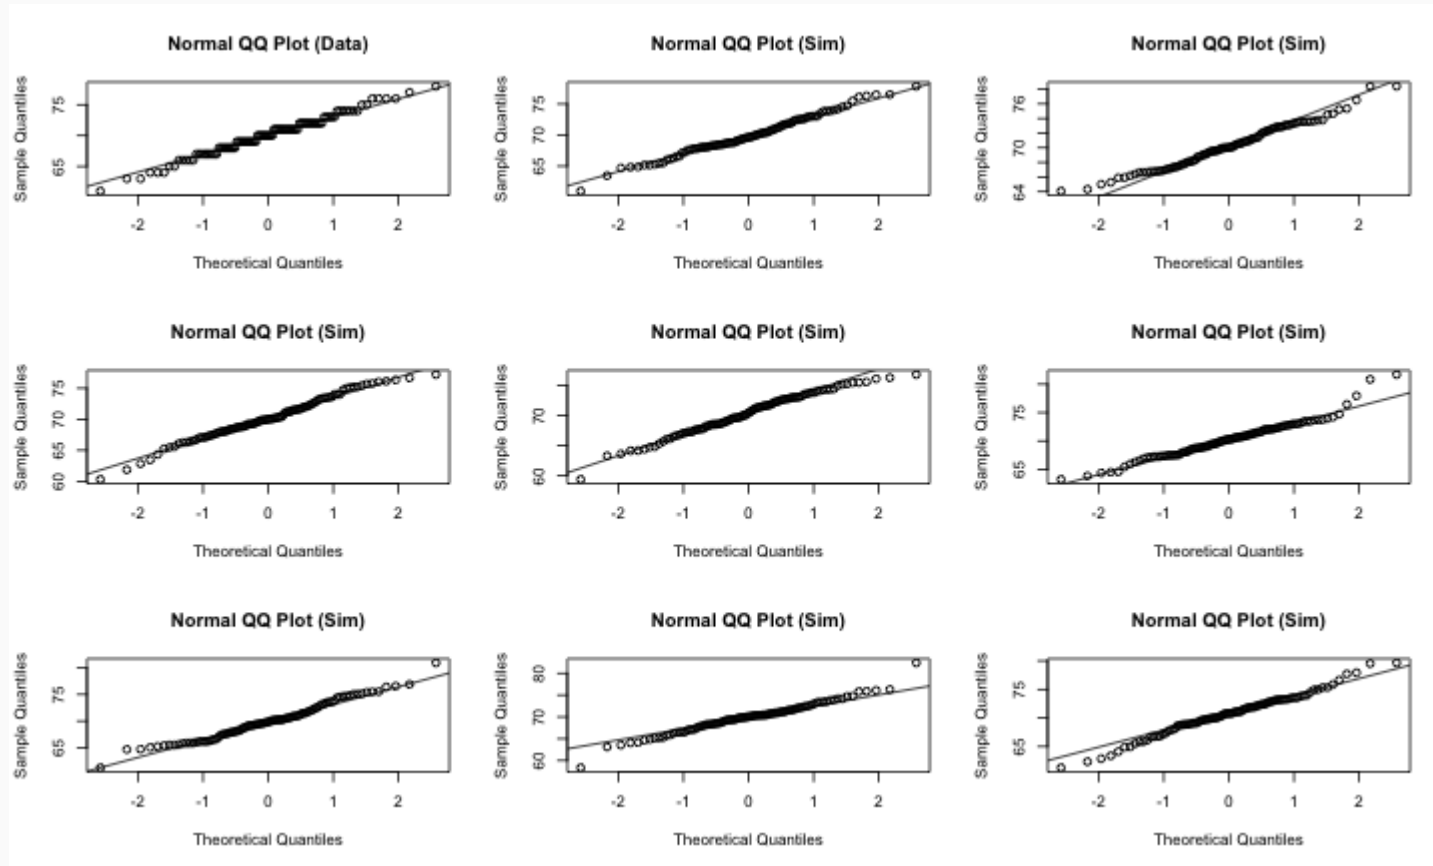 Normal QQ Plot (Data)
Sample Quantiles
75
65
-2 -1 0 1 2
Theoretical Quantiles
Normal QQ Plot (Sim)
Sample Quantiles
75
70
65
-2 -1 0 1 2
Theoretical Quantiles
Normal QQ Plot (Sim)
Sample Quantiles
76
70
64
-2 -1 0 1 2
Theoretical Quantiles
Normal QQ Plot (Sim)
Sample Quantiles
75
70
65
60
-2 -1 0 1 2
Theoretical Quantiles
Normal QQ Plot (Sim)
Sample Quantiles
70
60
-2 -1 0 1 2
Theoretical Quantiles
Normal QQ Plot (Sim)
Sample Quantiles
75
65
-2 -1 0 1 2
Theoretical Quantiles
Normal QQ Plot (Sim)
Sample Quantiles
75
65
-2 -1 0 1 2
Theoretical Quantiles
Normal QQ Plot (Sim)
Sample Quantiles
80
70
60
-2 -1 0 1 2
Theoretical Quantiles
Normal QQ Plot (Sim)
Sample Quantiles
75
65
-2 -1 0 1 2
Theoretical Quantiles